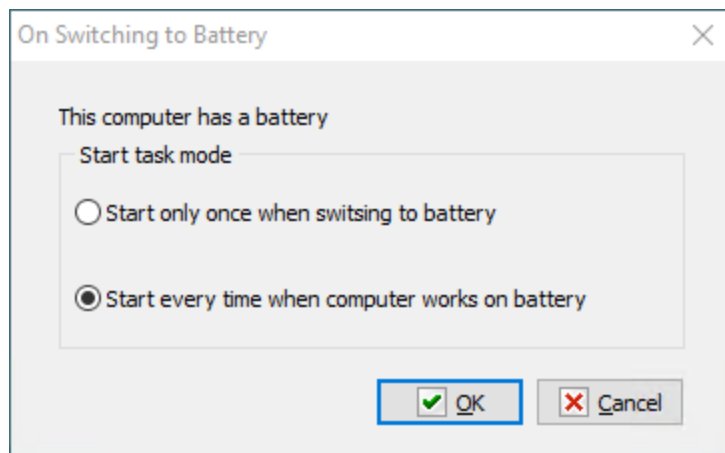 On Switching to Battery
This computer has a battery
Start task mode
Start only once when switsing to battery
Start every time when computer works on battery
OK
Cancel